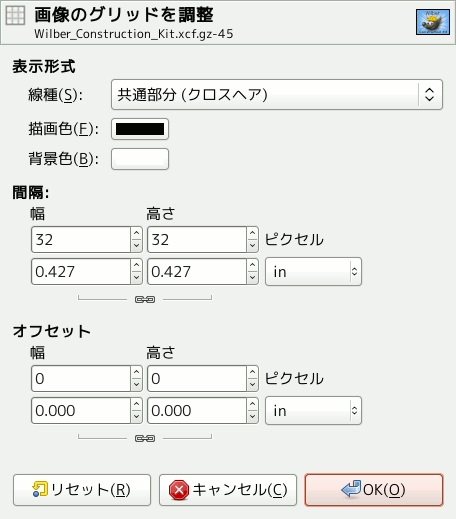 画像のグリッドを調整
Wilber_Construction_Kit.xcf.gz-45
表示形式
線種(S): 共通部分 (クロスヘア)
描画色(F):
背景色(B):
間隔:
幅 高さ
32 32 ピクセル
0.427 0.427 in
オフセット
幅 高さ
0 0 ピクセル
0.000 0.000 in
リセット(R) キャンセル(C) OK(O)